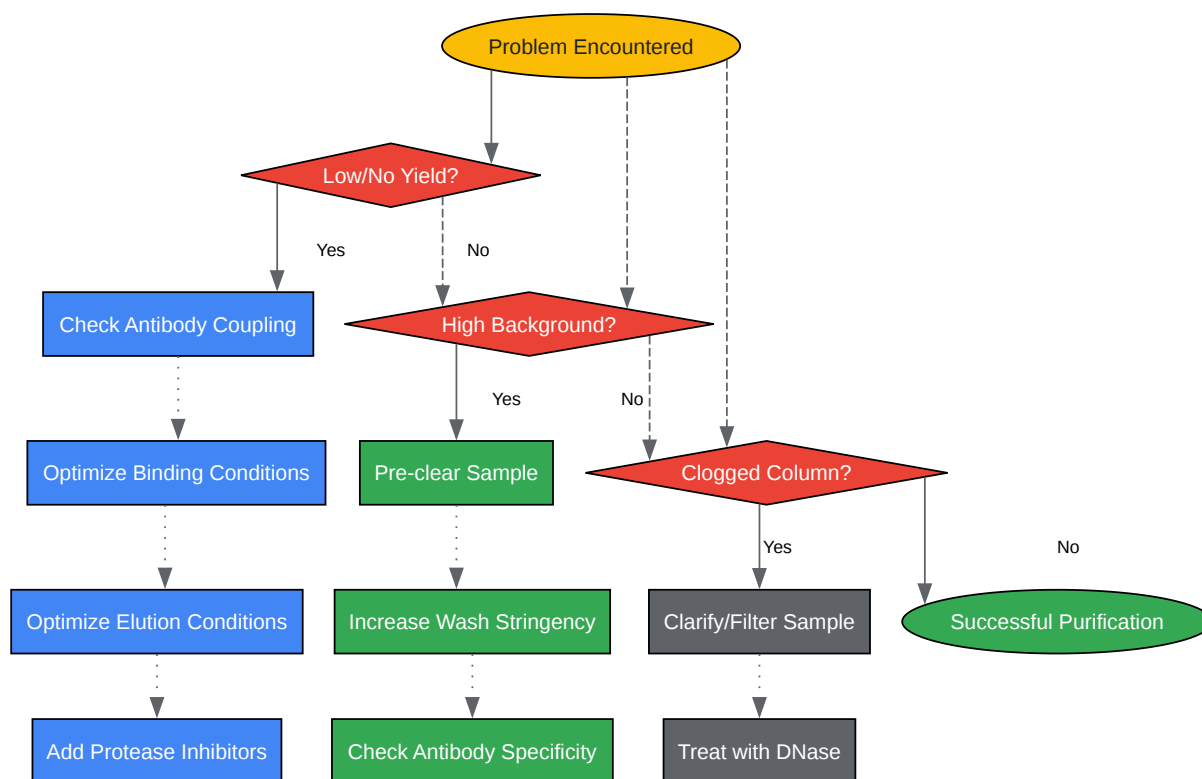 Problem Encountered
Low/No Yield?
Yes
No
Check Antibody Coupling
High Background?
Yes
No
Optimize Binding Conditions
Pre-clear Sample
Clogged Column?
Yes
No
Optimize Elution Conditions
Increase Wash Stringency
Clarify/Filter Sample
Successful Purification
Add Protease Inhibitors
Check Antibody Specificity
Treat with DNase